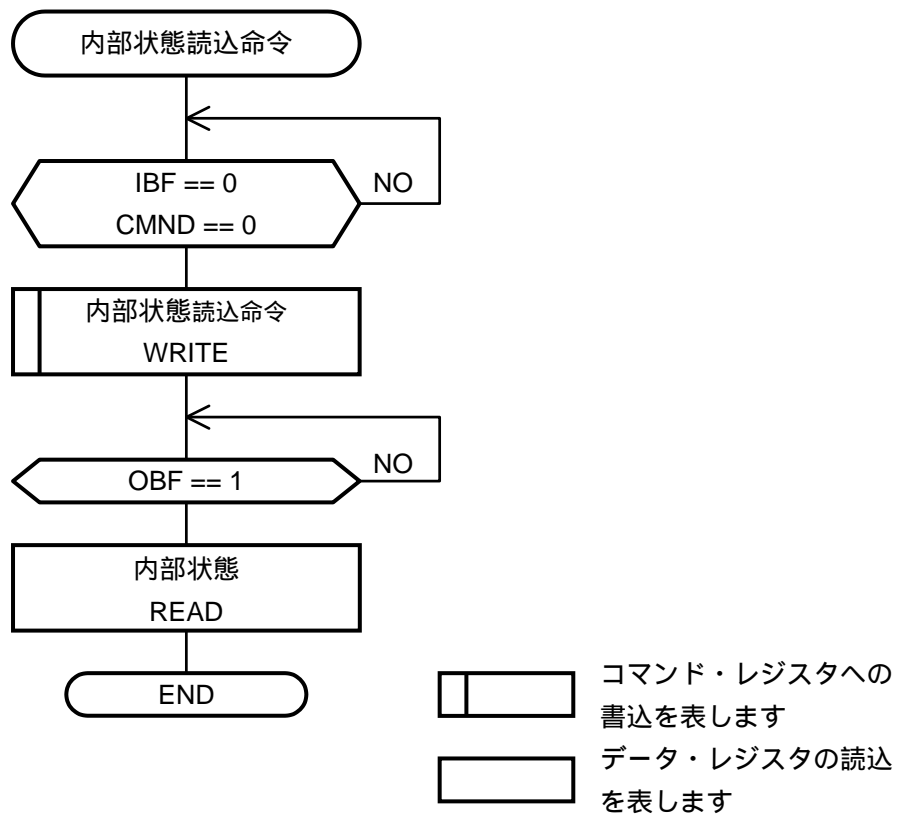 内部状態読込命令
IBF == 0
CMND == 0
NO
内部状態読込命令
WRITE
OBF == 1
NO
内部状態
READ
END
コマンド・レジスタへの
書込を表します
データ・レジスタの読込
を表します